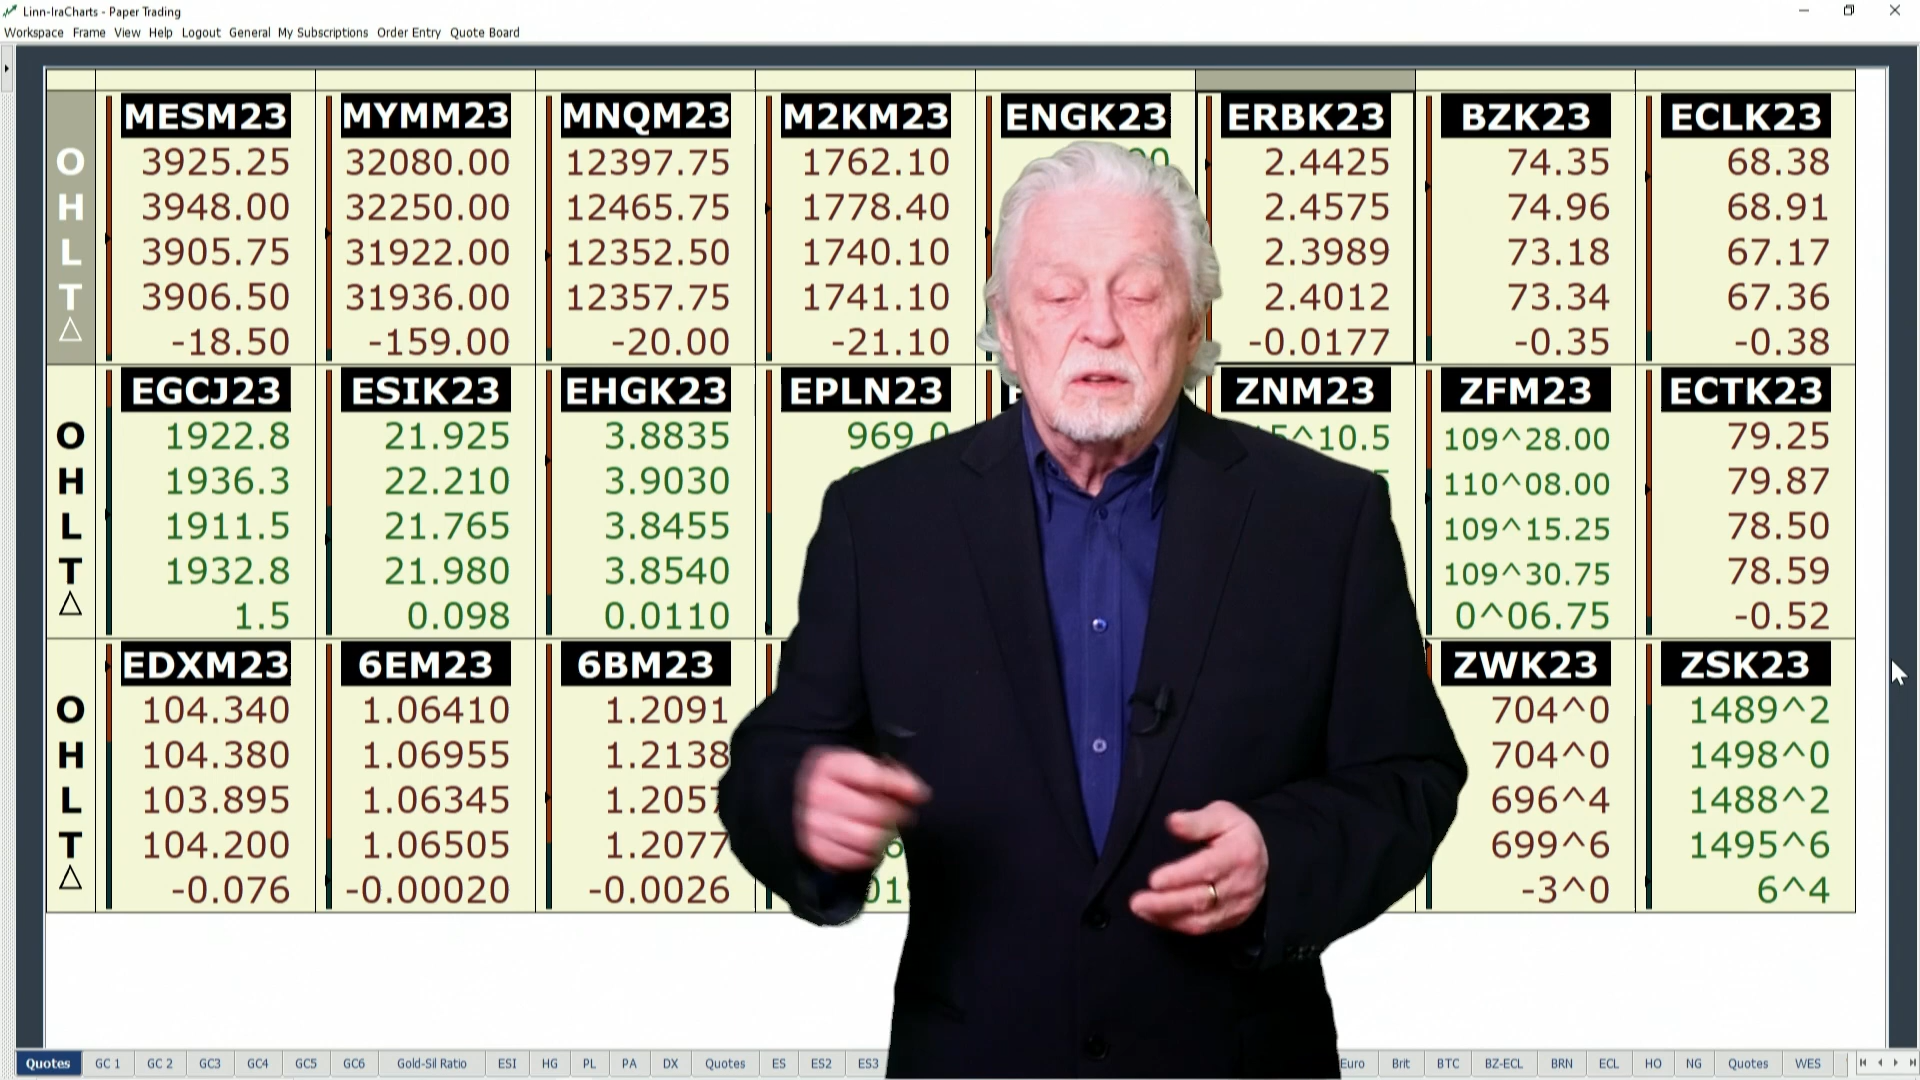 Linn-IraCharts - Paper Trading
Workspace Frame View Help Logout General My Subscriptions Order Entry Quote Board
MESM23 MYMM23 MNQM23 M2KM23 ENGK23 ERBK23 BZK23 ECLK23
O 3925.25 32080.00 12397.75 1762.10 2.4425 74.35 68.38
H 3948.00 32250.00 12465.75 1778.40 2.4575 74.96 68.91
L 3905.75 31922.00 12352.50 1740.10 2.3989 73.18 67.17
T 3906.50 31936.00 12357.75 1741.10 2.4012 73.34 67.36
△ -18.50 -159.00 -20.00 -21.10 -0.0177 -0.35 -0.38
EGCJ23 ESIK23 EHGK23 EPLN23 ZNM23 ZFM23 ECTK23
O 1922.8 21.925 3.8835 969.0 ^10.5 109^28.00 79.25
H 1936.3 22.210 3.9030 110^08.00 79.87
L 1911.5 21.765 3.8455 109^15.25 78.50
T 1932.8 21.980 3.8540 109^30.75 78.59
△ 1.5 0.098 0.0110 0^06.75 -0.52
EDXM23 6EM23 6BM23 ZWK23 ZSK23
O 104.340 1.06410 1.2091 704^0 1489^2
H 104.380 1.06955 1.2138 704^0 1498^0
L 103.895 1.06345 1.2057 696^4 1488^2
T 104.200 1.06505 1.2077 699^6 1495^6
△ -0.076 -0.00020 -0.0026 -3^0 6^4
Quotes GC 1 GC 2 GC3 GC4 GC5 GC6 Gold-Sil Ratio ESI HG PL PA DX Quotes ES ES2 ES3 Euro Brit BTC BZ-ECL BRN ECL HO NG Quotes WES